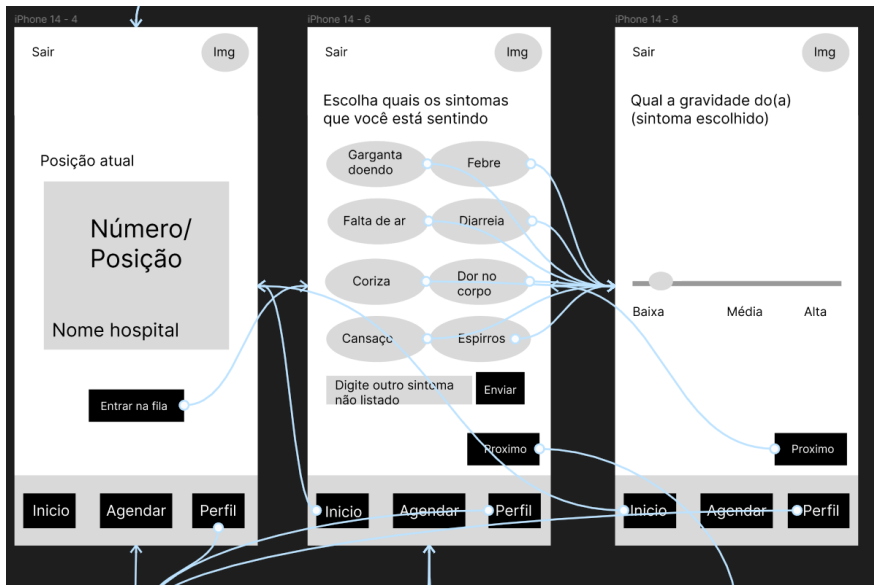 iPhone 14 - 4
Sair
Img
Posição atual
Número/
Posição
Nome hospital
Entrar na fila
Inicio
Agendar
Perfil
iPhone 14 - 6
Sair
Img
Escolha quais os sintomas
que você está sentindo
Garganta
doendo
Febre
Falta de ar
Diarreia
Coriza
Dor no
corpo
Cansaço
Espirros
Digite outro sintoma
não listado
Enviar
Proximo
Inicio
Agendar
Perfil
iPhone 14 - 8
Sair
Img
Qual a gravidade do(a)
(sintoma escolhido)
Baixa
Média
Alta
Proximo
Inicio
Agendar
Perfil